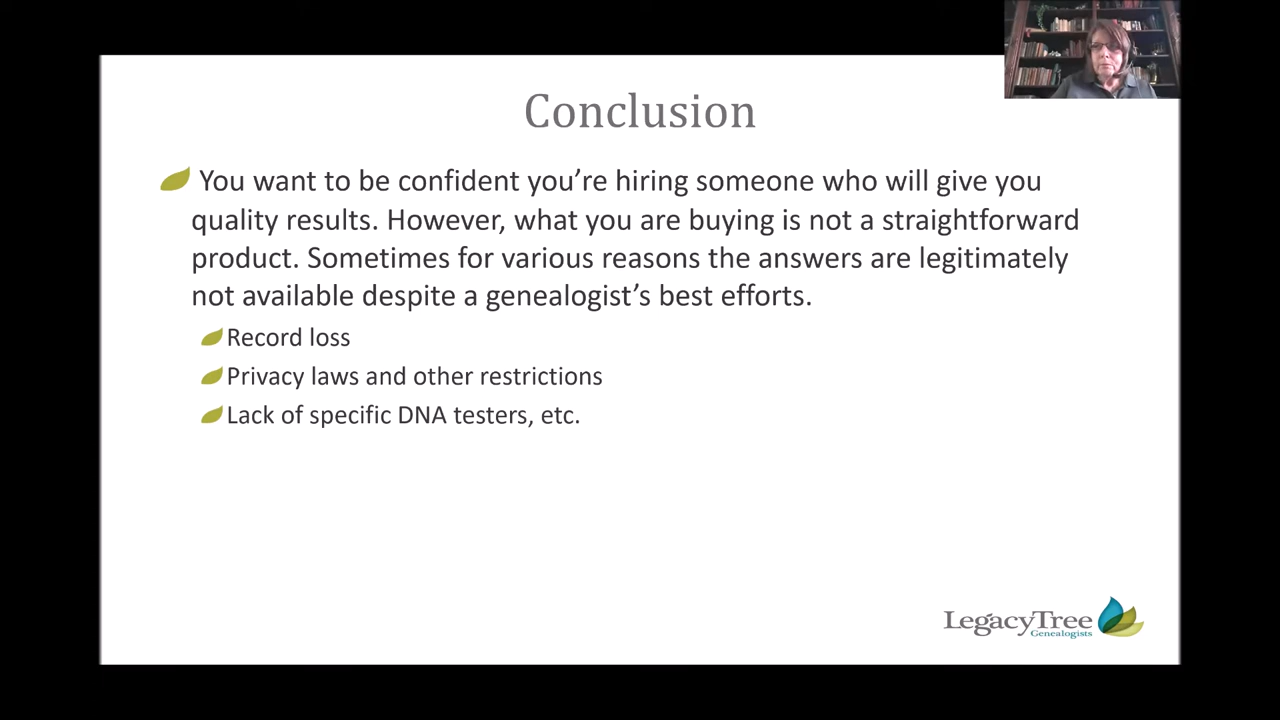 Conclusion
You want to be confident you’re hiring someone who will give you
quality results. However, what you are buying is not a straightforward
product. Sometimes for various reasons the answers are legitimately
not available despite a genealogist’s best efforts.
Record loss
Privacy laws and other restrictions
Lack of specific DNA testers, etc.
LegacyTree
Genealogists